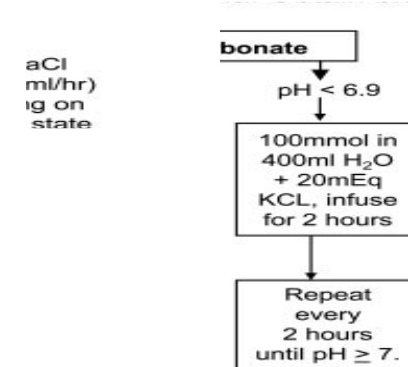 aCl
ml/hr)
g on
state
bonate
pH < 6.9
100mmol in
400ml H₂O
+ 20mEq
KCL, infuse
for 2 hours
Repeat
every
2 hours
until pH ≥ 7.